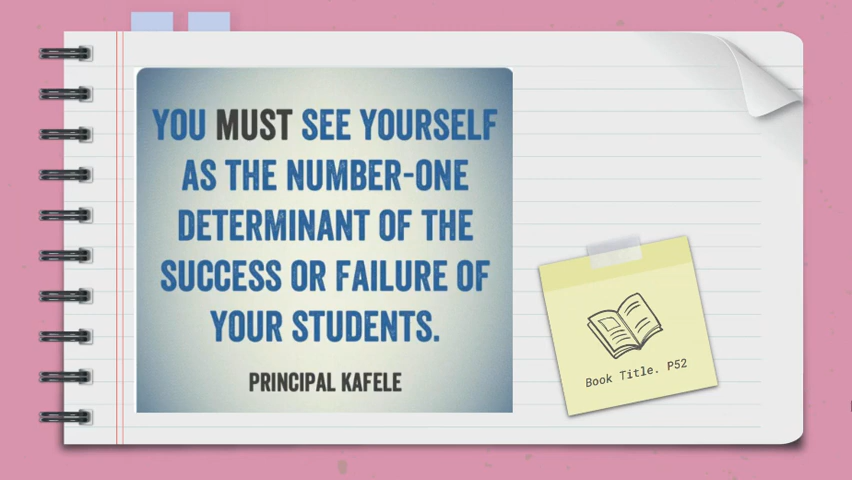 YOU MUST SEE YOURSELF
AS THE NUMBER-ONE
DETERMINANT OF THE
SUCCESS OR FAILURE OF
YOUR STUDENTS.
PRINCIPAL KAFELE
Book Title. P52